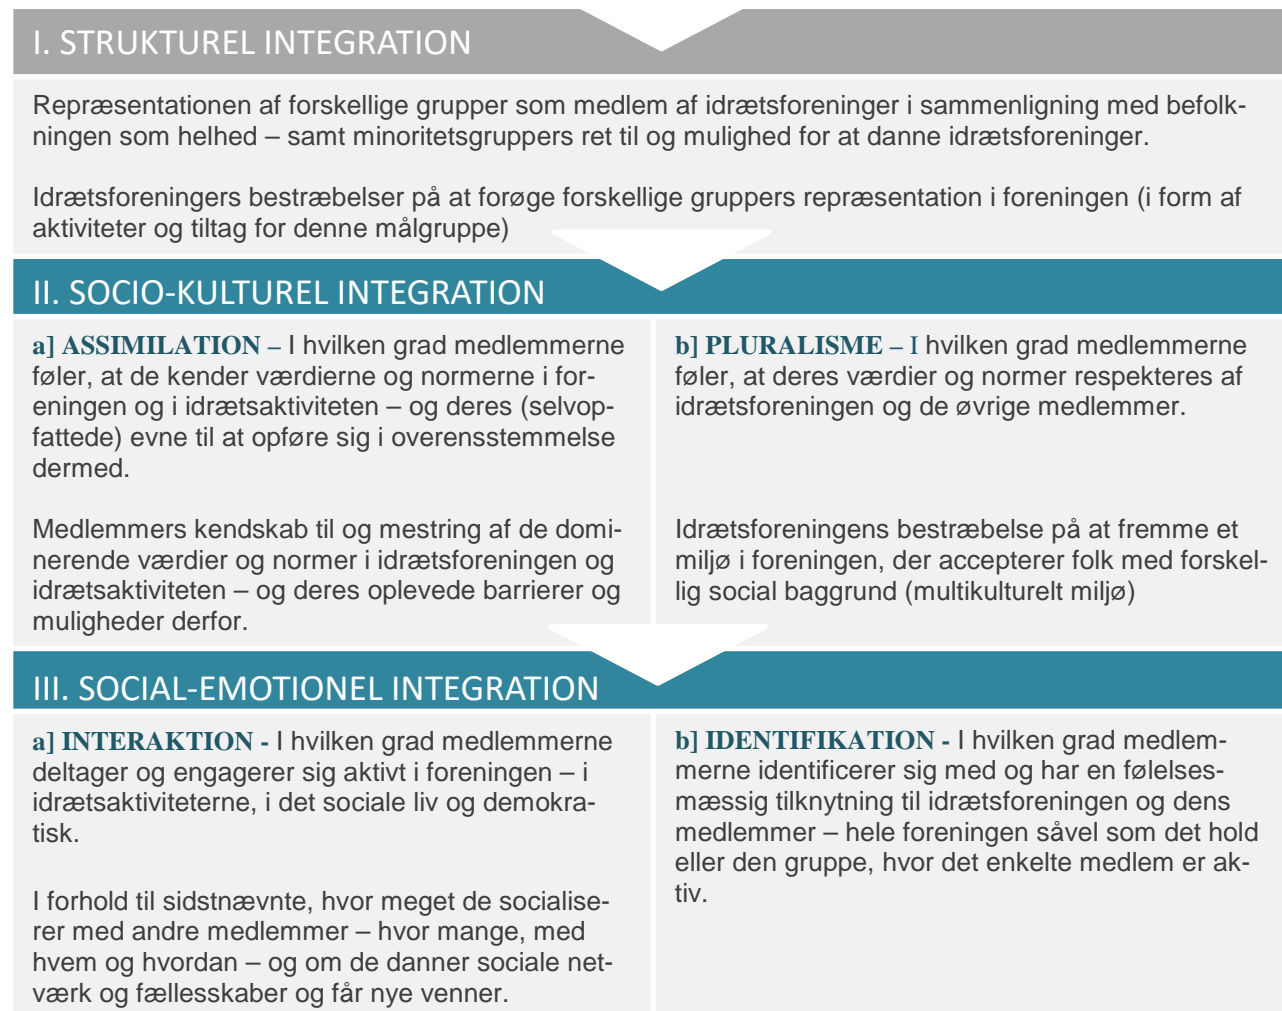 I. STRUKTUREL INTEGRATION
Repræsentationen af forskellige grupper som medlem af idrætsforeninger i sammenligning med befolk-
ningen som helhed – samt minoritetsgruppers ret til og mulighed for at danne idrætsforeninger.
Idrætsforeningers bestræbelser på at forøge forskellige gruppers repræsentation i foreningen (i form af
aktiviteter og tiltag for denne målgruppe)
II. SOCIO-KULTUREL INTEGRATION
a] ASSIMILATION – I hvilken grad medlemmerne
føler, at de kender værdierne og normerne i for-
eningen og i idrætsaktiviteten – og deres (selvop-
fattede) evne til at opføre sig i overensstemmelse
dermed.
Medlemmers kendskab til og mestring af de domi-
nerende værdier og normer i idrætsforeningen og
idrætsaktiviteten – og deres oplevede barrierer og
muligheder derfor.
b] PLURALISME – I hvilken grad medlemmerne
føler, at deres værdier og normer respekteres af
idrætsforeningen og de øvrige medlemmer.
Idrætsforeningens bestræbelse på at fremme et
miljø i foreningen, der accepterer folk med forskel-
lig social baggrund (multikulturelt miljø)
III. SOCIAL-EMOTIONEL INTEGRATION
a] INTERAKTION - I hvilken grad medlemmerne
deltager og engagerer sig aktivt i foreningen – i
idrætsaktiviteterne, i det sociale liv og demokra-
tisk.
I forhold til sidstnævnte, hvor meget de socialise-
rer med andre medlemmer – hvor mange, med
hvem og hvordan – og om de danner sociale net-
værk og fællesskaber og får nye venner.
b] IDENTIFIKATION - I hvilken grad medlem-
merne identificerer sig med og har en følelses-
mæssig tilknytning til idrætsforeningen og dens
medlemmer – hele foreningen såvel som det hold
eller den gruppe, hvor det enkelte medlem er ak-
tiv.